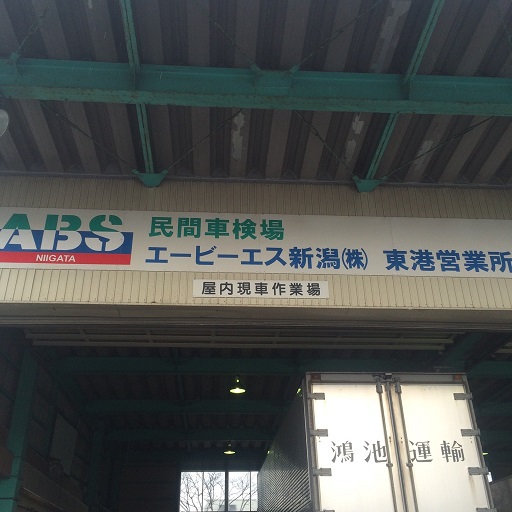 ABS
NIIGATA
民間車検場
エービーエス新潟㈱ 東港営業所
屋内現車作業場
鴻池運輸